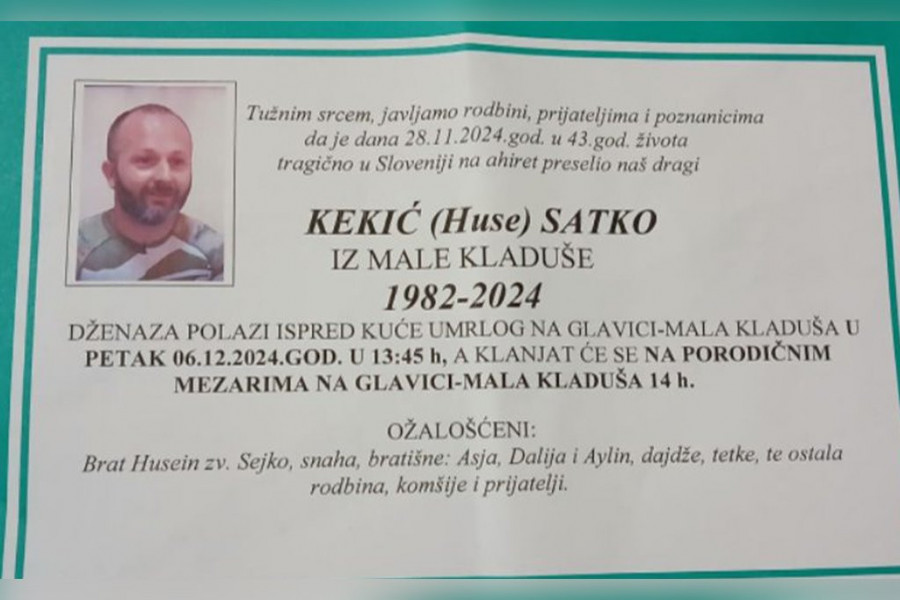 Tužnim srcem, javljamo rodbini, prijateljima i poznanicima
da je dana 28.11.2024.god. u 43.god. života
tragično u Sloveniji na ahiret preselio naš dragi
KEKIĆ (Huse) SATKO
IZ MALE KLADUŠE
1982-2024
DŽENAZA POLAZI ISPRED KUĆE UMRLOG NA GLAVICI-MALA KLADUŠA U
PETAK 06.12.2024.GOD. U 13:45 h, A KLANJAT ĆE SE NA PORODIČNIM
MEZARIMA NA GLAVICI-MALA KLADUŠA 14 h.
OŽALOŠĆENI:
Brat Husein zv. Sejko, snaha, bratišne: Asja, Dalija i Aylin, dajdže, tetke, te ostala
rodbina, komšije i prijatelji.